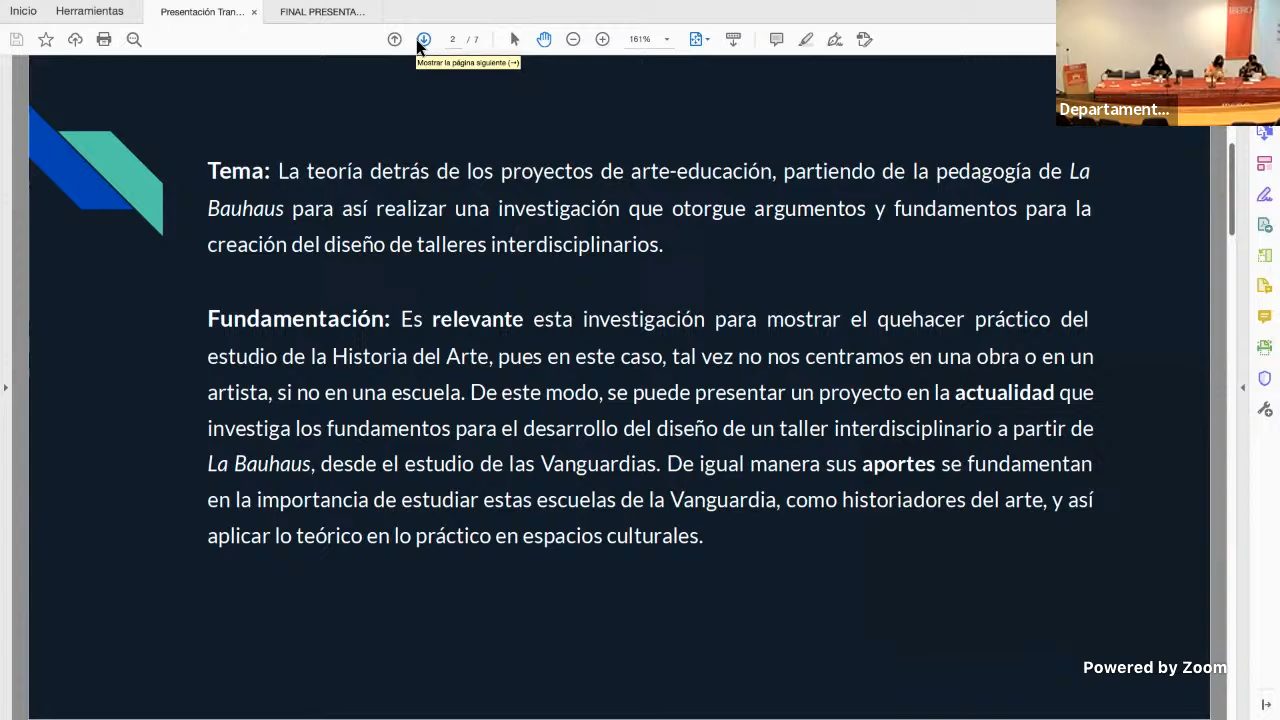 Inicio
Herramientas
Presentación Tran...
×
FINAL PRESENTA...
2 / 7
161%
Mostrar la página siguiente (→)
IBERO
Departament...
Tema: La teoría detrás de los proyectos de arte-educación, partiendo de la pedagogía de La
Bauhaus para así realizar una investigación que otorgue argumentos y fundamentos para la
creación del diseño de talleres interdisciplinarios.
Fundamentación: Es relevante esta investigación para mostrar el quehacer práctico del
estudio de la Historia del Arte, pues en este caso, tal vez no nos centramos en una obra o en un
artista, si no en una escuela. De este modo, se puede presentar un proyecto en la actualidad que
investiga los fundamentos para el desarrollo del diseño de un taller interdisciplinario a partir de
La Bauhaus, desde el estudio de las Vanguardias. De igual manera sus aportes se fundamentan
en la importancia de estudiar estas escuelas de la Vanguardia, como historiadores del arte, y así
aplicar lo teórico en lo práctico en espacios culturales.
Powered by Zoom